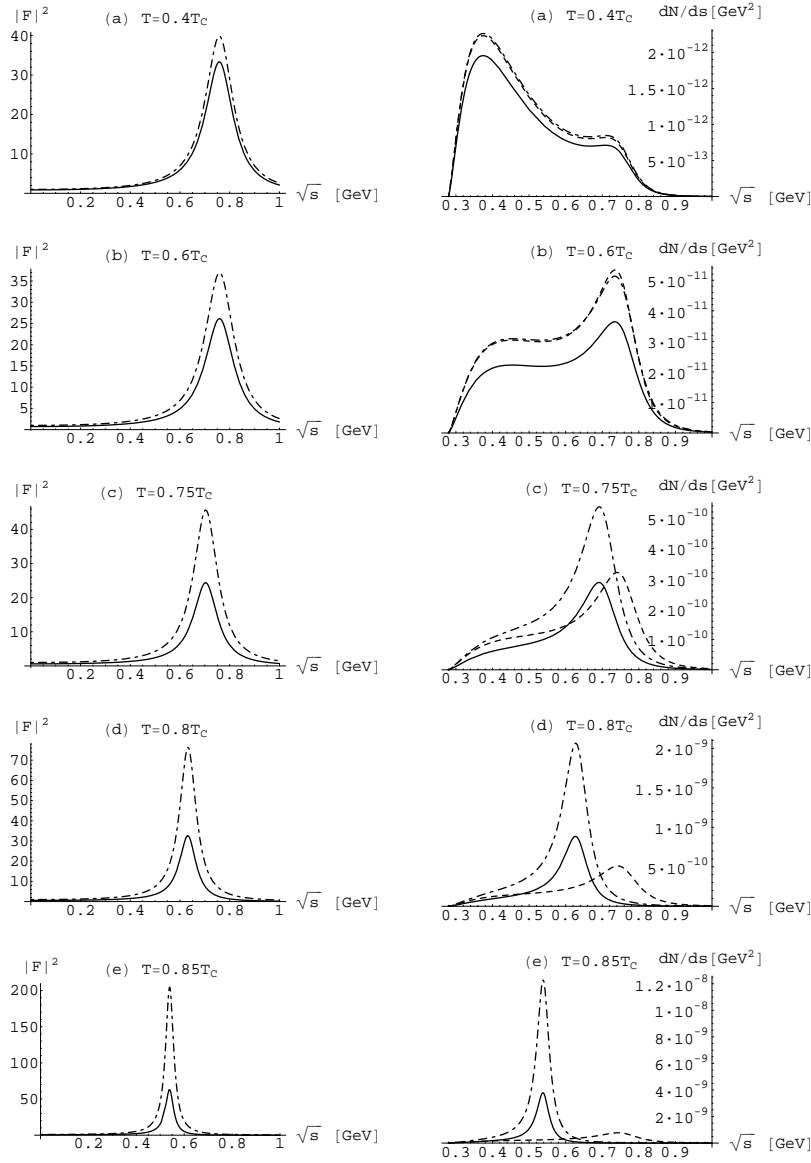 |F|² (a) T=0.4T_C
40
30
20
10
0.2 0.4 0.6 0.8 1 √s [GeV]
(a) T=0.4T_C dN/ds[GeV²]
2·10⁻¹²
1.5·10⁻¹²
1·10⁻¹²
5·10⁻¹³
0.3 0.4 0.5 0.6 0.7 0.8 0.9 √s [GeV]
|F|² (b) T=0.6T_C
35
30
25
20
15
10
5
0.2 0.4 0.6 0.8 1 √s [GeV]
(b) T=0.6T_C dN/ds[GeV²]
5·10⁻¹¹
4·10⁻¹¹
3·10⁻¹¹
2·10⁻¹¹
1·10⁻¹¹
0.3 0.4 0.5 0.6 0.7 0.8 0.9 √s [GeV]
|F|² (c) T=0.75T_C
40
30
20
10
0.2 0.4 0.6 0.8 1 √s [GeV]
(c) T=0.75T_C dN/ds[GeV²]
5·10⁻¹⁰
4·10⁻¹⁰
3·10⁻¹⁰
2·10⁻¹⁰
1·10⁻¹⁰
0.3 0.4 0.5 0.6 0.7 0.8 0.9 √s [GeV]
|F|² (d) T=0.8T_C
70
60
50
40
30
20
10
0.2 0.4 0.6 0.8 1 √s [GeV]
(d) T=0.8T_C dN/ds[GeV²]
2·10⁻⁹
1.5·10⁻⁹
1·10⁻⁹
5·10⁻¹⁰
0.3 0.4 0.5 0.6 0.7 0.8 0.9 √s [GeV]
|F|² (e) T=0.85T_C
200
150
100
50
0.2 0.4 0.6 0.8 1 √s [GeV]
(e) T=0.85T_C dN/ds[GeV²]
1.2·10⁻⁸
1·10⁻⁸
8·10⁻⁹
6·10⁻⁹
4·10⁻⁹
2·10⁻⁹
0.3 0.4 0.5 0.6 0.7 0.8 0.9 √s [GeV]